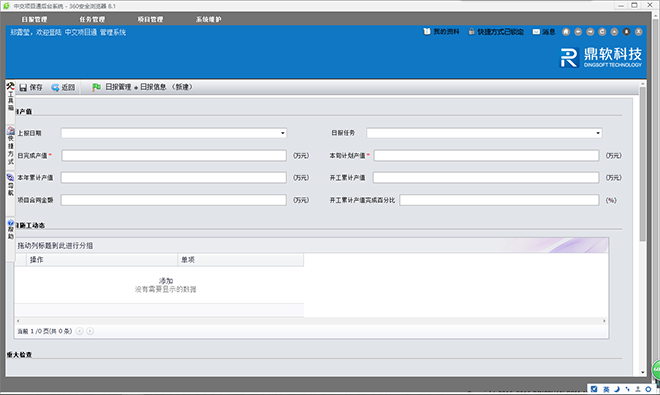 中交项目通后台系统 - 360安全浏览器 8.1
日报管理 任务管理 项目管理 系统维护
郑霞莹，欢迎登陆 中交项目通 管理系统 我的资料 快捷方式已锁定 消息
鼎软科技
DINGSOFT TECHNOLOGY
保存 返回 日报管理 日报信息 （新建）
工具箱
快捷方式
导航
帮助
日产值
上报日期 日报任务
日完成产值* (万元) 本旬计划产值* (万元)
本年累计产值 (万元) 开工累计产值 (万元)
项目合同金额 (万元) 开工累计产值完成百分比 (%)
日施工动态
拖动列标题到此进行分组
操作 单项
添加
没有需要显示的数据
当前 1 /0 页(共 0 条)
重大检查
英